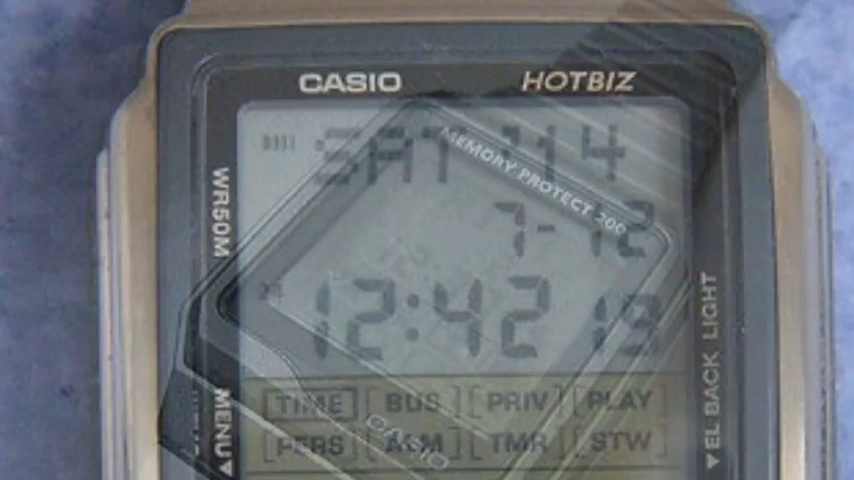 CASIO HOTBIZ
SAT '14
MEMORY PROTECT 200
7-12
WR50M
12:42 19
LIGHT
EL BACK
MENU
TIME BUS PRIV PLAY
PERS ALM TMR STW
CASIO